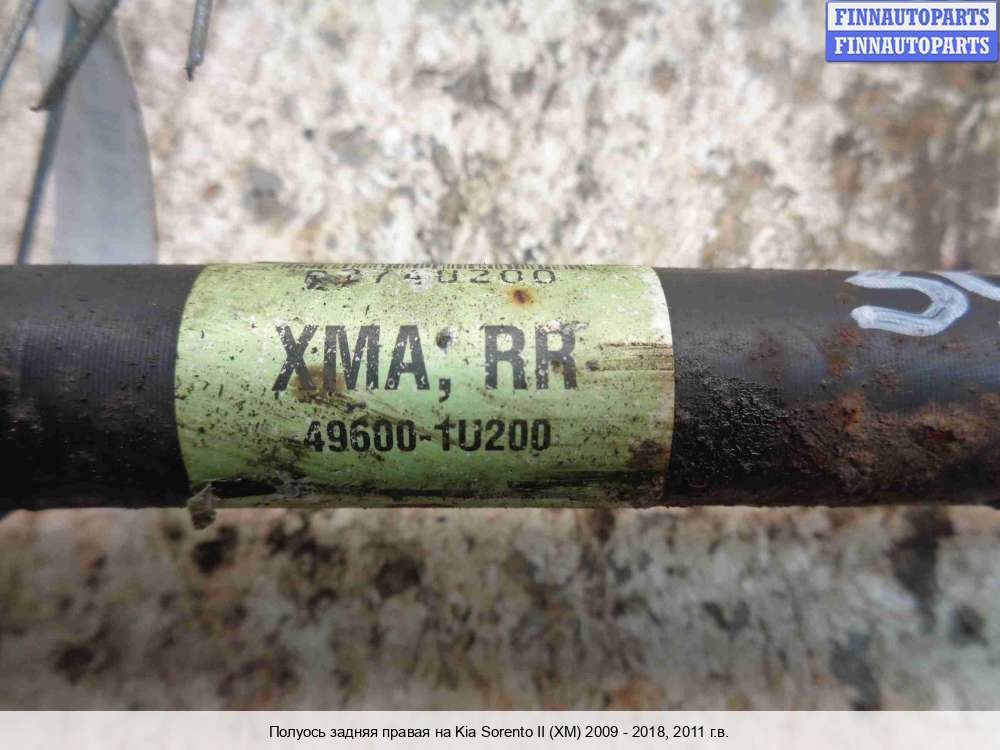 FINNAUTOPARTS
FINNAUTOPARTS
XMA; RR
49600-1U200
Полуось задняя правая на Kia Sorento II (XM) 2009 - 2018, 2011 г.в.